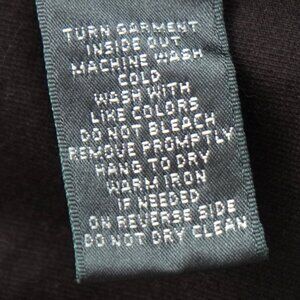 TURN GARMENT
INSIDE OUT
MACHINE WASH
COLD
WASH WITH
LIKE COLORS
DO NOT BLEACH
REMOVE PROMPTLY
HANG TO DRY
WARM IRON
IF NEEDED
ON REVERSE SIDE
DO NOT DRY CLEAN